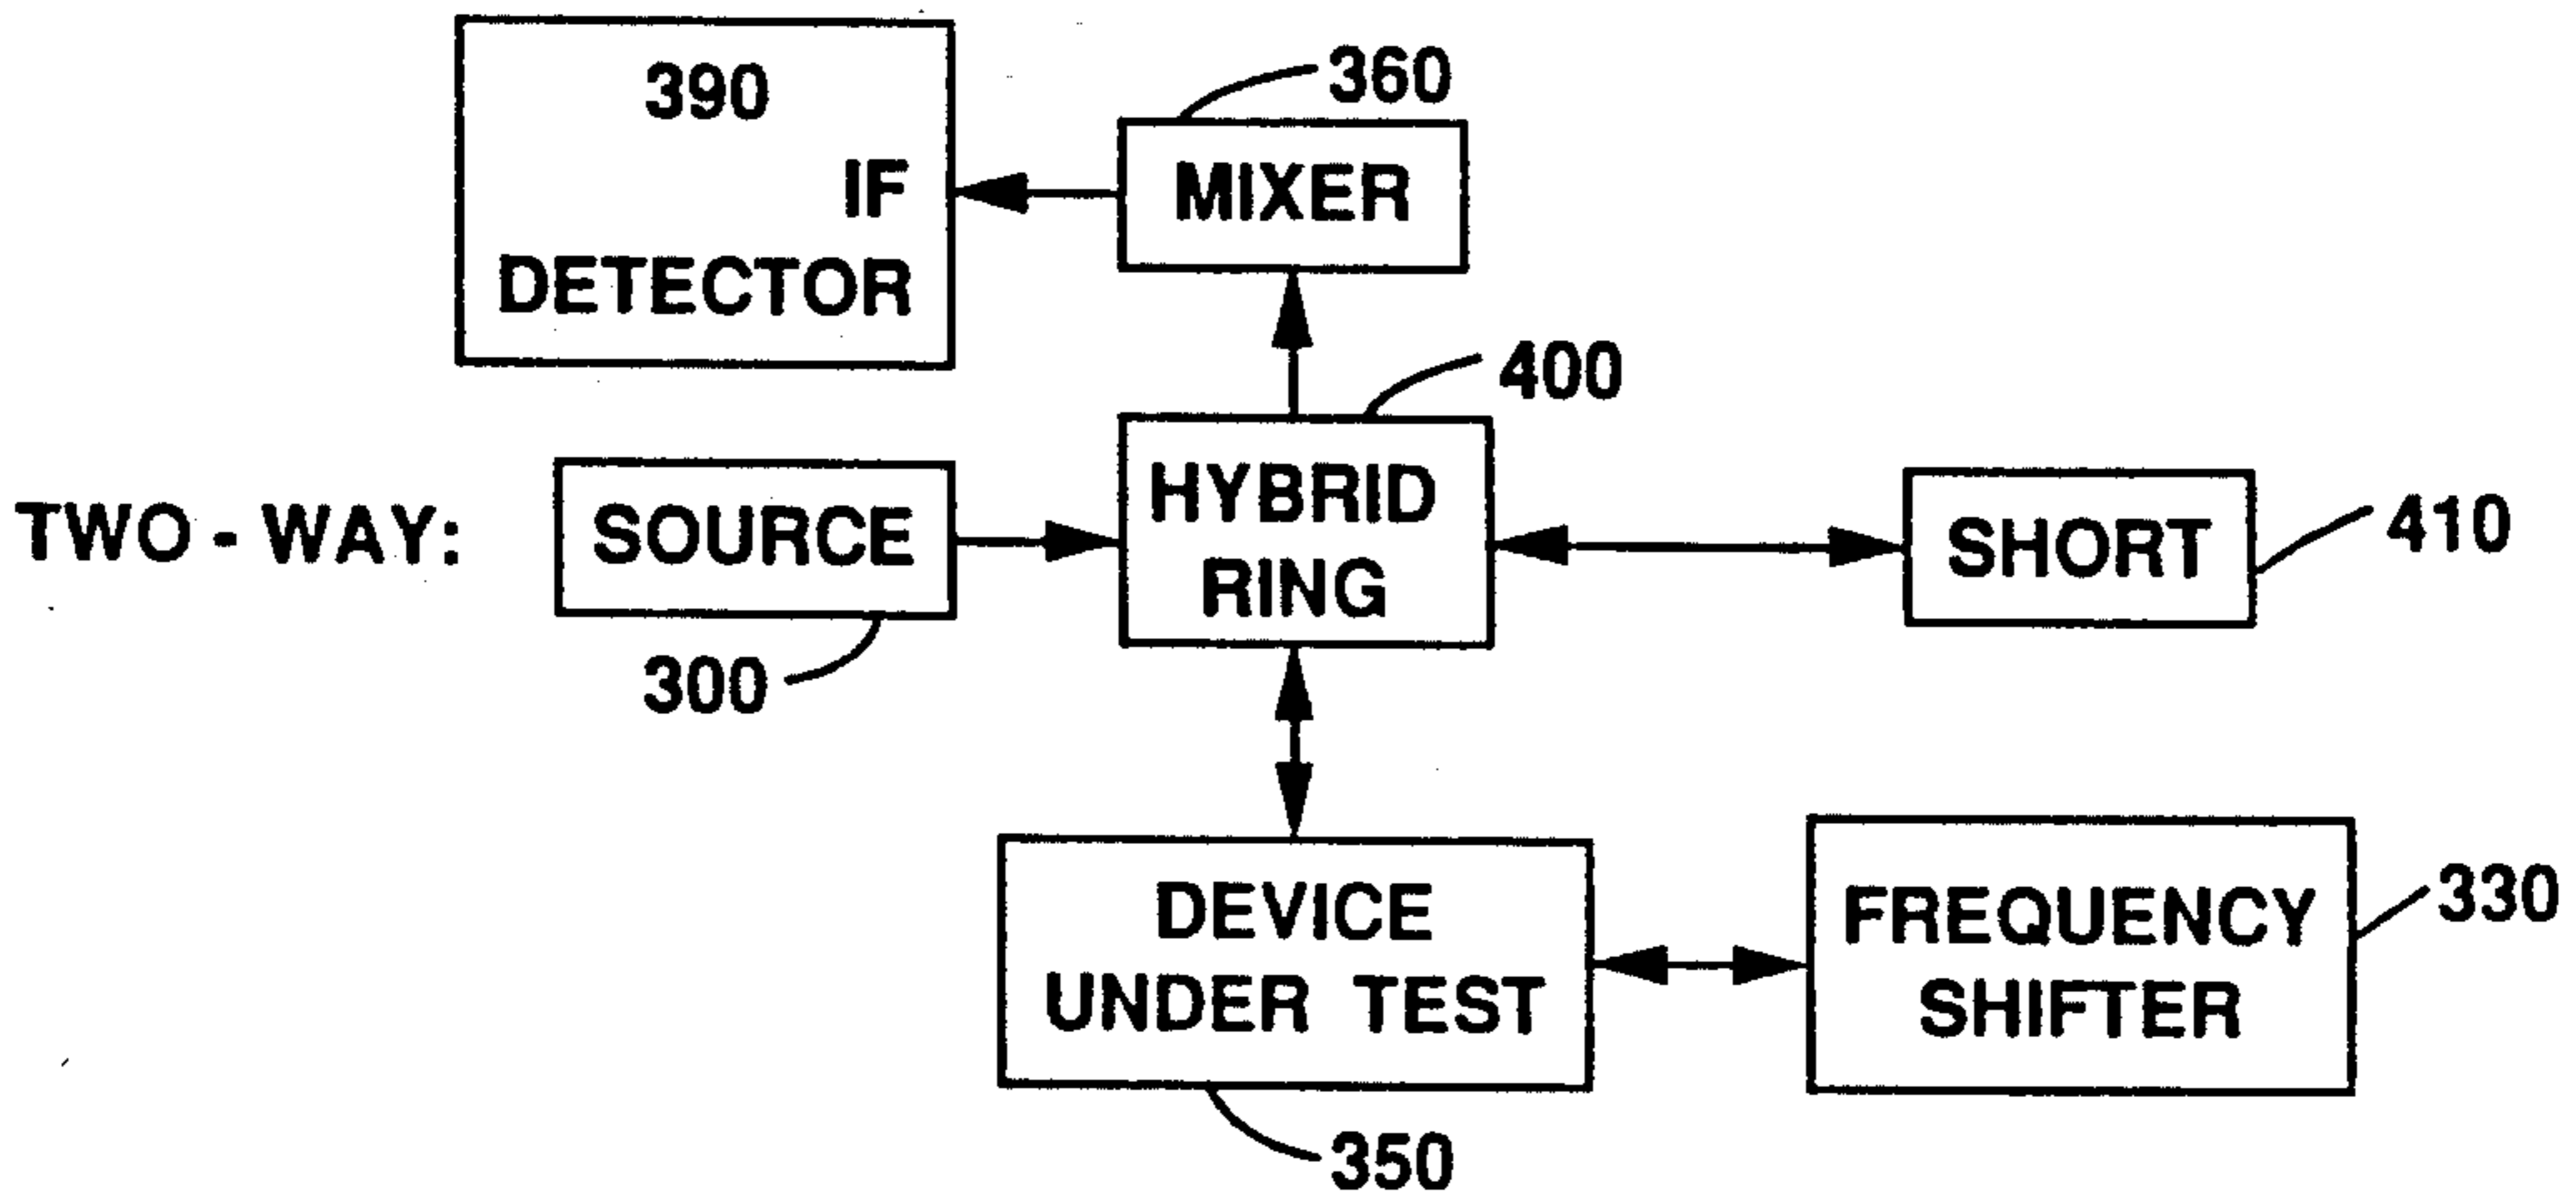 390
IF
DETECTOR
360
MIXER
400
HYBRID
RING
TWO - WAY:
SOURCE
300
SHORT
410
DEVICE
UNDER TEST
350
FREQUENCY
SHIFTER
330